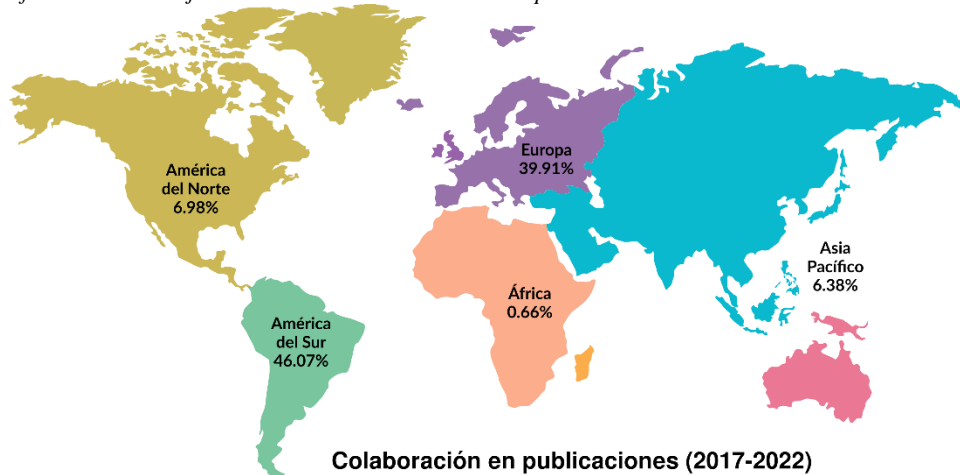 América
del Norte
6.98%
Europa
39.91%
Asia
Pacífico
6.38%
África
0.66%
América
del Sur
46.07%
Colaboración en publicaciones (2017-2022)